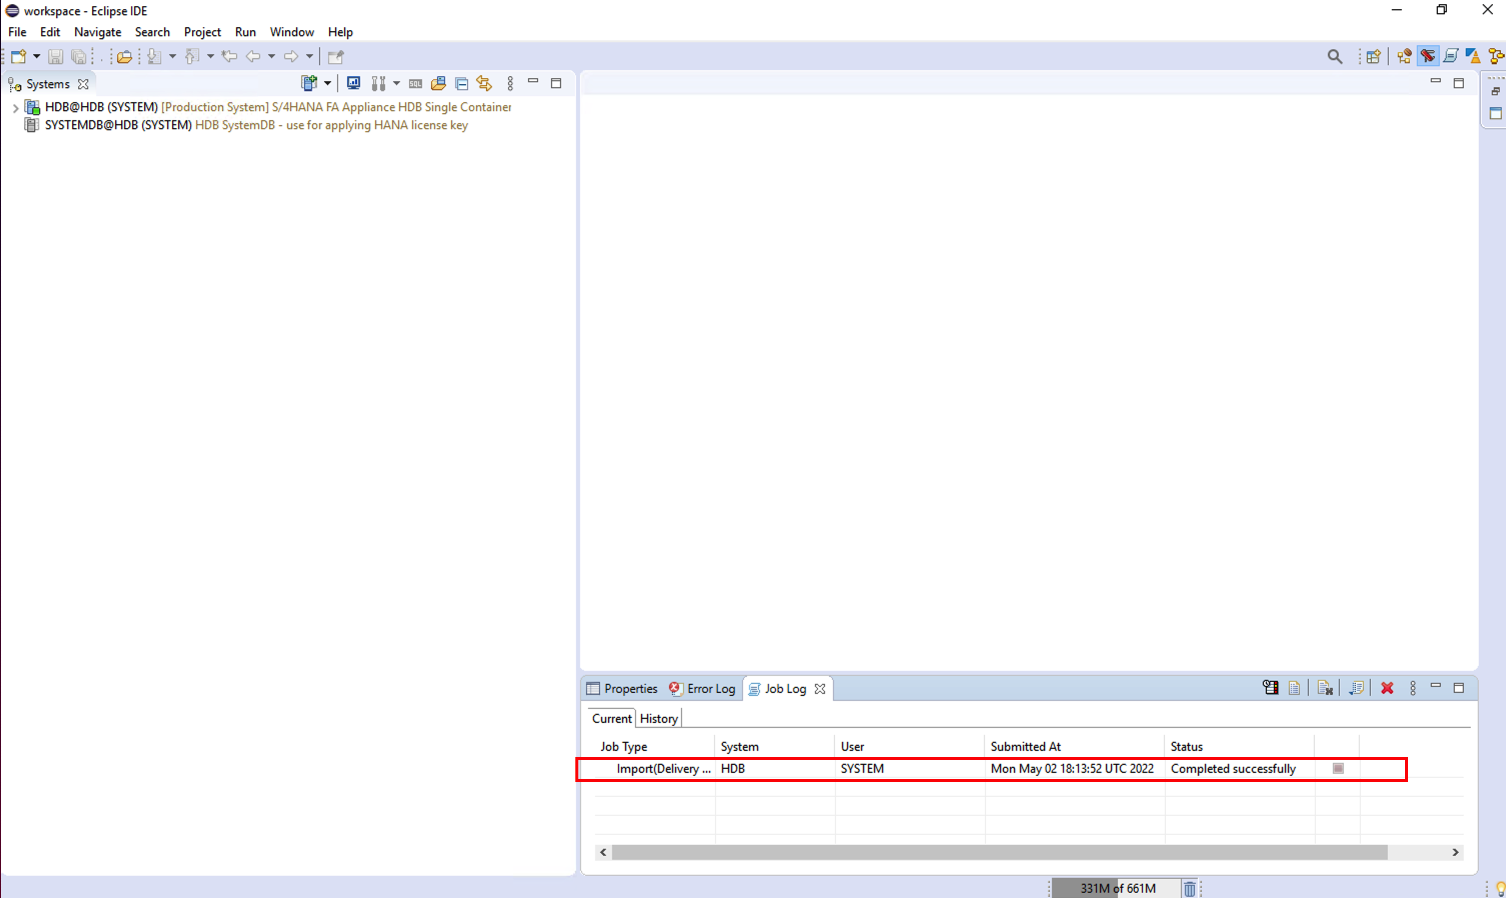 workspace - Eclipse IDE
File Edit Navigate Search Project Run Window Help
Systems
HDB@HDB (SYSTEM) [Production System] S/4HANA FA Appliance HDB Single Container
SYSTEMDB@HDB (SYSTEM) HDB SystemDB - use for applying HANA license key
Properties Error Log Job Log
Current History
Job Type System User Submitted At Status
Import(Delivery ... HDB SYSTEM Mon May 02 18:13:52 UTC 2022 Completed successfully
331M of 661M